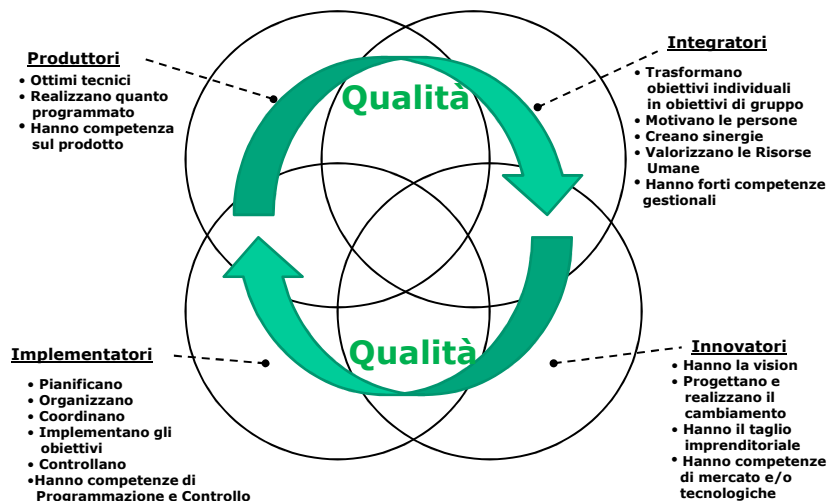 Produttori
• Ottimi tecnici
• Realizzano quanto
programmato
• Hanno competenza
sul prodotto
Qualità
Integratori
• Trasformano
obiettivi individuali
in obiettivi di gruppo
• Motivano le persone
• Creano sinergie
• Valorizzano le Risorse
Umane
• Hanno forti competenze
gestionali
Implementatori
• Pianificano
• Organizzano
• Coordinano
• Implementano gli
obiettivi
• Controllano
•Hanno competenze di
Programmazione e Controllo
Qualità
Innovatori
• Hanno la vision
• Progettano e
realizzano il
cambiamento
• Hanno il taglio
imprenditoriale
• Hanno competenze
di mercato e/o
tecnologiche